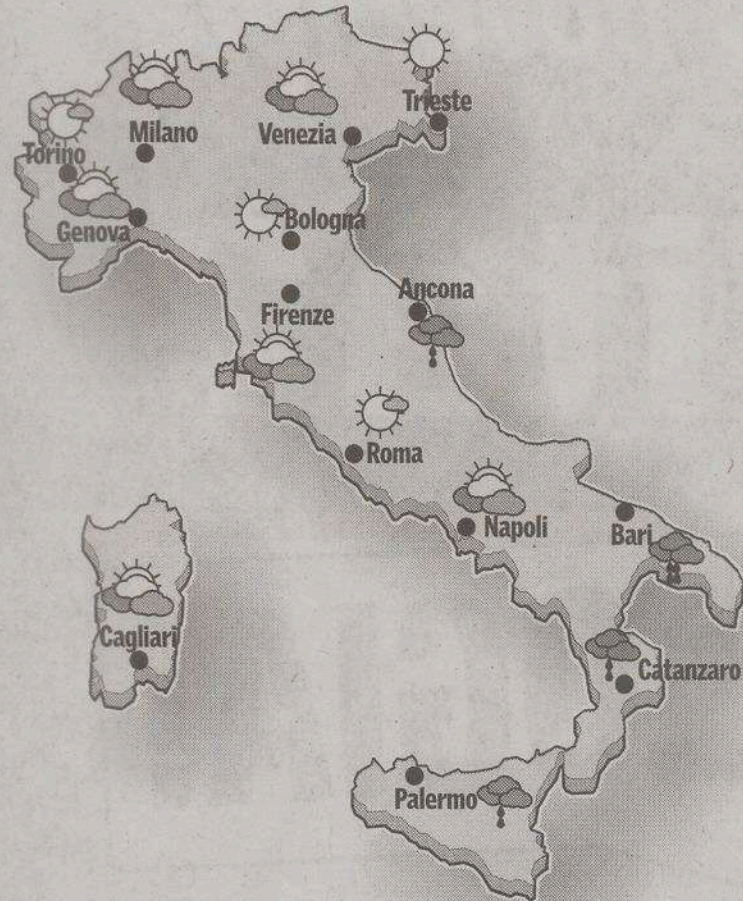 Trieste
Milano
Venezia
Torino
Genova
Bologna
Ancona
Firenze
Roma
Napoli
Bari
Cagliari
Catanzaro
Palermo